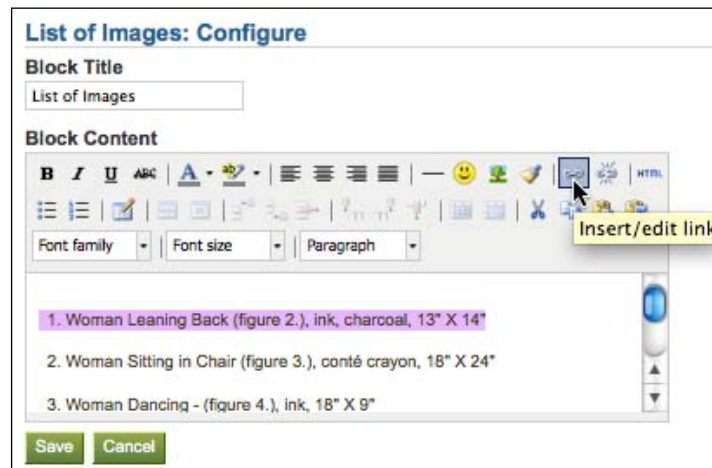 List of Images: Configure
Block Title
List of Images
Block Content
B I U ABC A ab HTML
Insert/edit link
Font family Font size Paragraph
1. Woman Leaning Back (figure 2.), ink, charcoal, 13" X 14"
2. Woman Sitting in Chair (figure 3.), conté crayon, 18" X 24"
3. Woman Dancing - (figure 4.), ink, 18" X 9"
Save Cancel